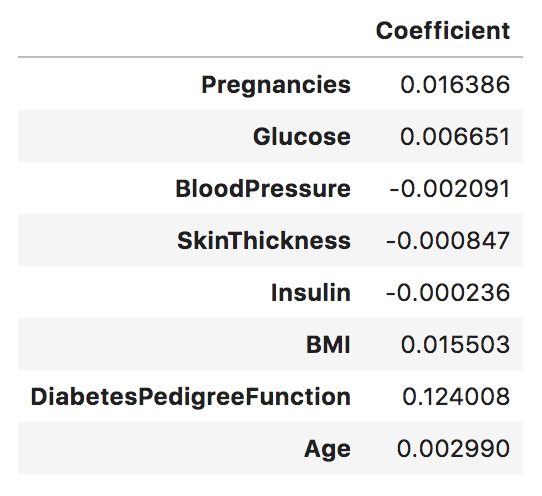 Coefficient
Pregnancies 0.016386
Glucose 0.006651
BloodPressure -0.002091
SkinThickness -0.000847
Insulin -0.000236
BMI 0.015503
DiabetesPedigreeFunction 0.124008
Age 0.002990